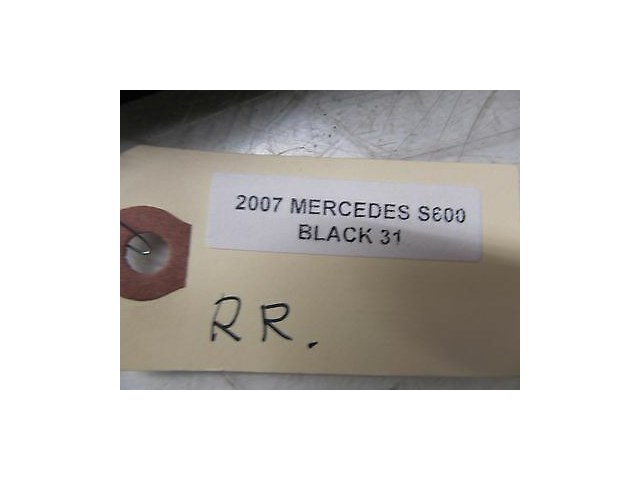 2007 MERCEDES S600
BLACK 31
RR.